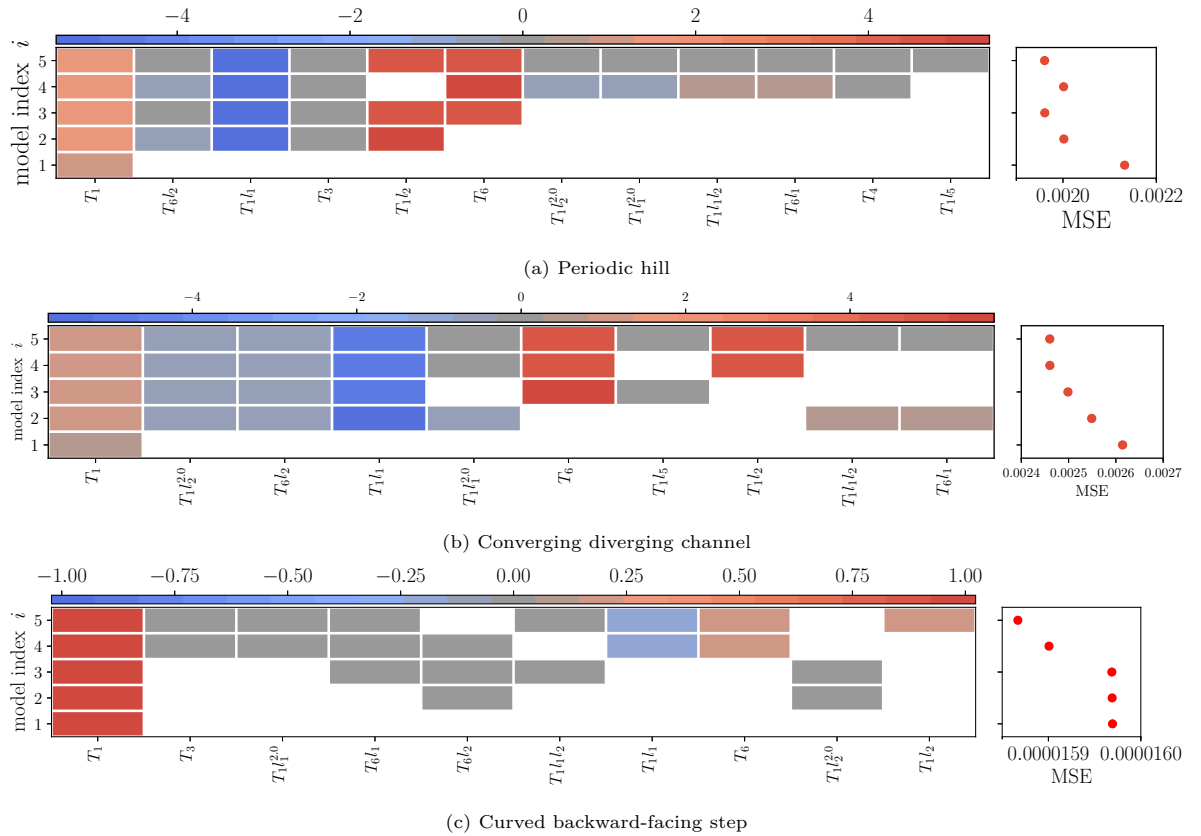 −4 −2 0 2 4
model index i
5
4
3
2
1
T₁ T₆l₂ T₁l₁ T₃ T₁l₂ T₆ T₁l₂^2.0 T₁l₁^2.0 T₁l₁l₂ T₆l₁ T₄ T₁l₅
0.0020 0.0022
MSE
(a) Periodic hill
−4 −2 0 2 4
model index i
5
4
3
2
1
T₁ T₁l₂^2.0 T₆l₂ T₁l₁ T₁l₁^2.0 T₆ T₁l₅ T₁l₂ T₁l₁l₂ T₆l₁
0.0024 0.0025 0.0026 0.0027
MSE
(b) Converging diverging channel
−1.00 −0.75 −0.50 −0.25 0.00 0.25 0.50 0.75 1.00
model index i
5
4
3
2
1
T₁ T₃ T₁l₁^2.0 T₆l₁ T₆l₂ T₁l₁l₂ T₁l₁ T₆ T₁l₂^2.0 T₁l₂
0.0000159 0.0000160
MSE
(c) Curved backward-facing step